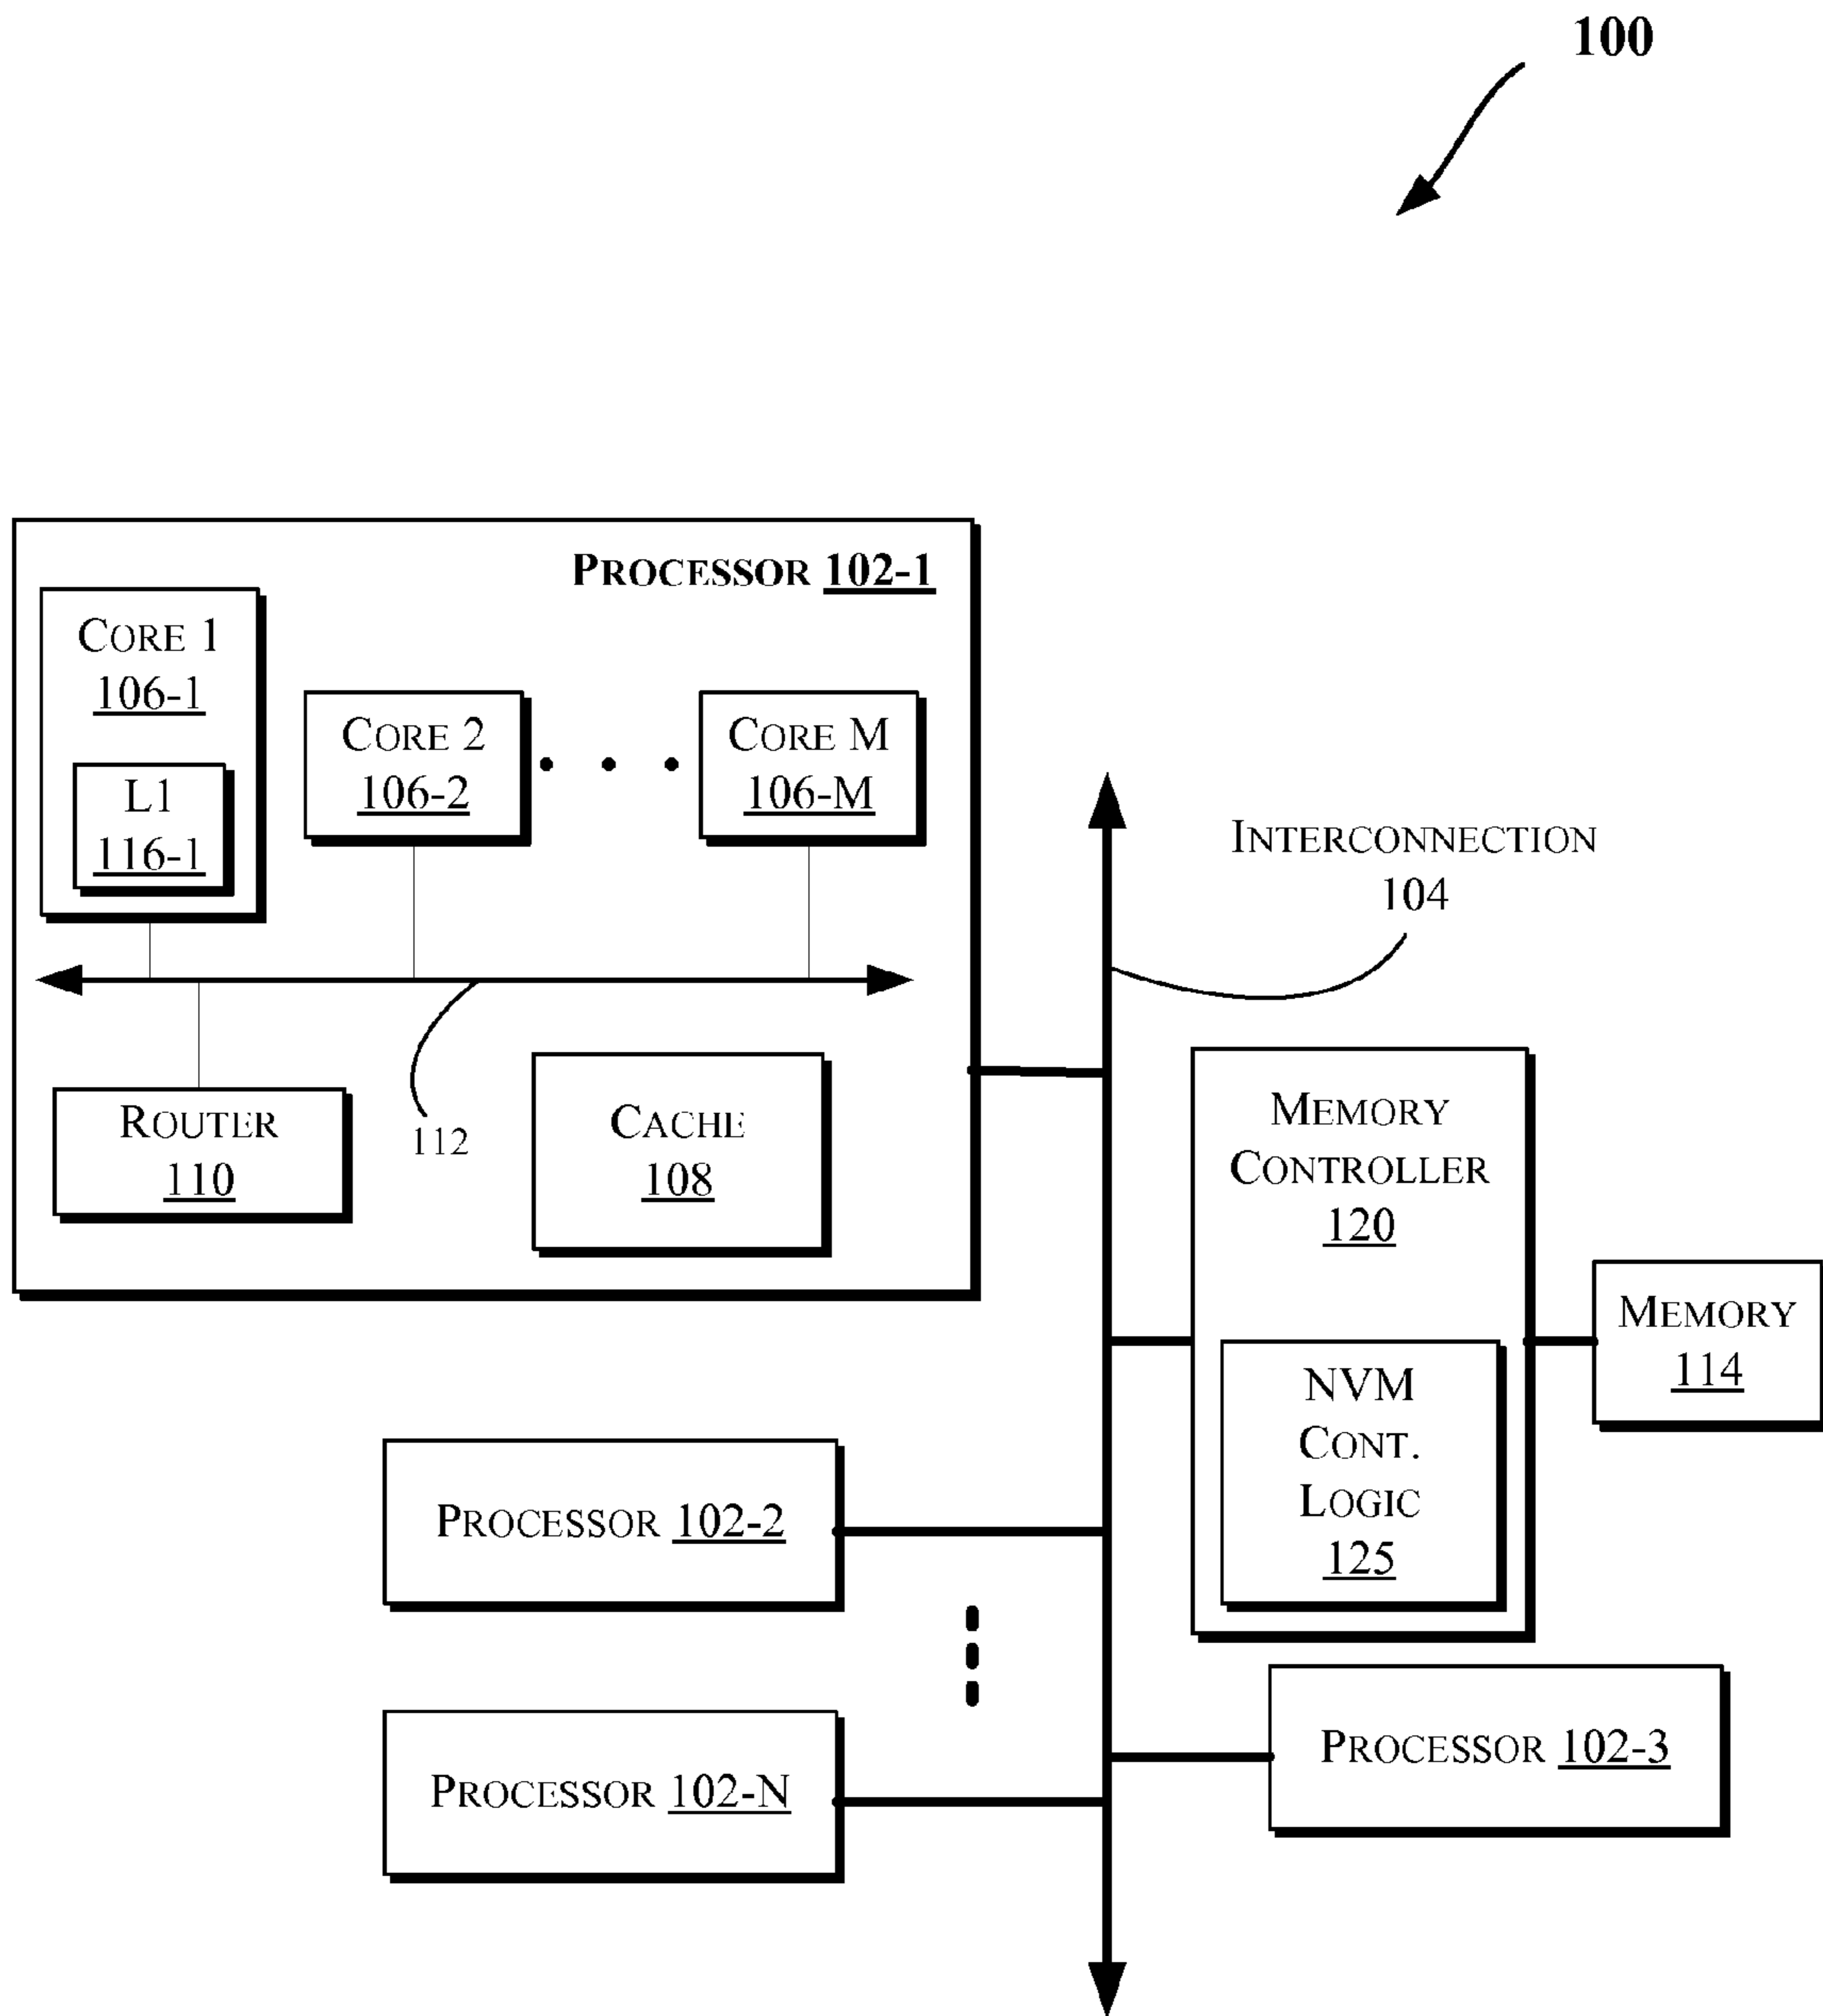 100
PROCESSOR 102-1
CORE 1
106-1
L1
116-1
CORE 2
106-2
CORE M
106-M
INTERCONNECTION
104
ROUTER
110
112
CACHE
108
MEMORY
CONTROLLER
120
NVM
CONT.
LOGIC
125
MEMORY
114
PROCESSOR 102-2
PROCESSOR 102-N
PROCESSOR 102-3